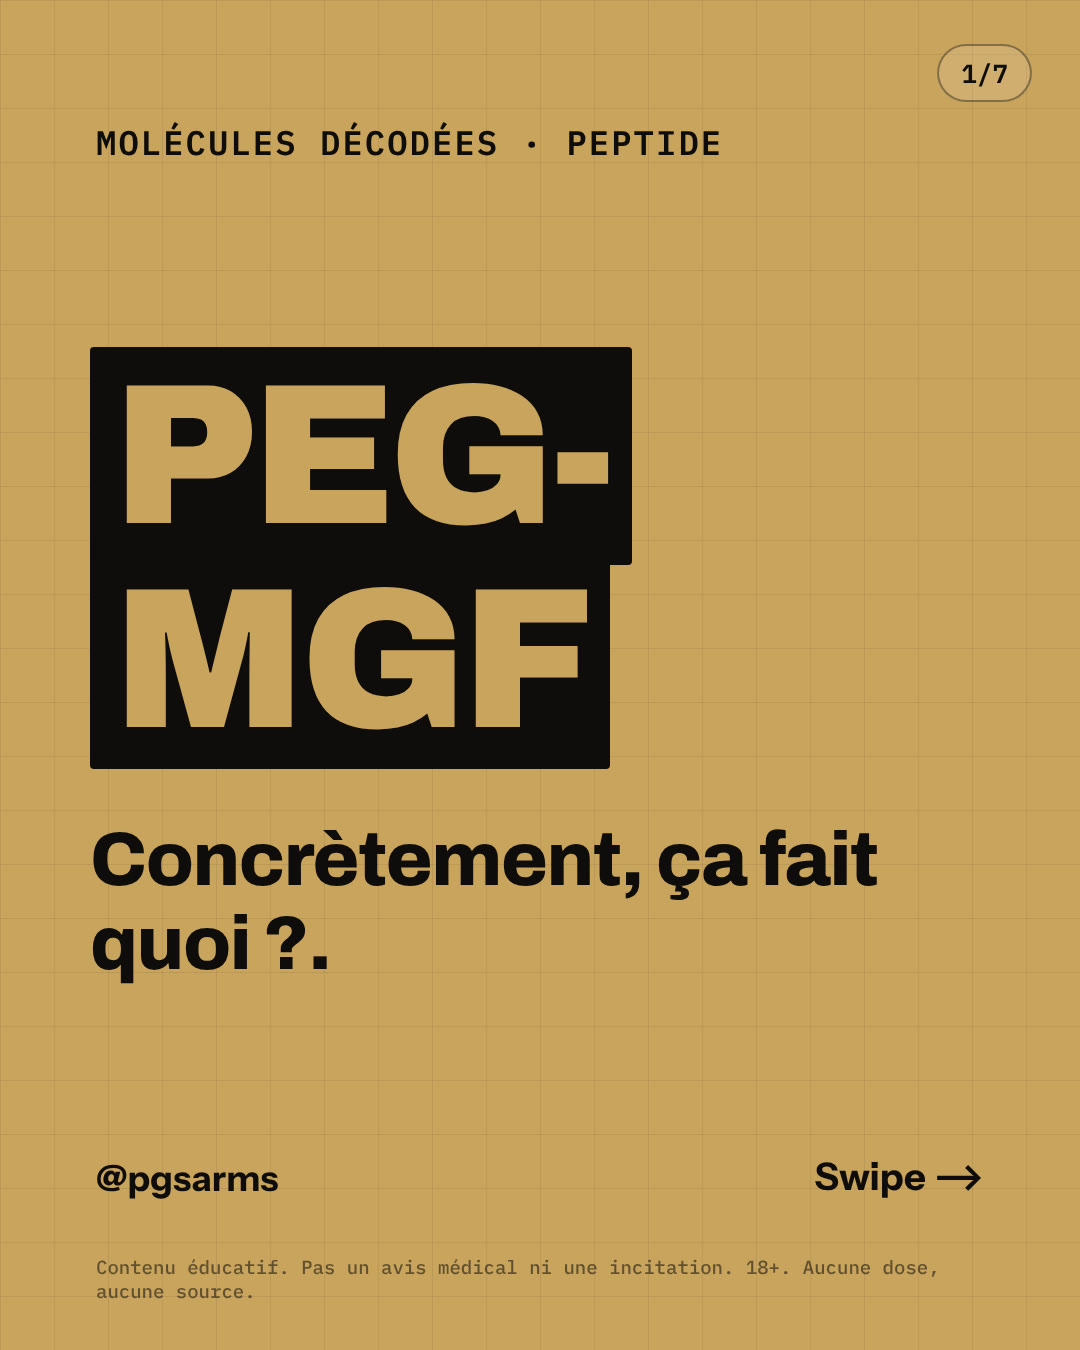 1/7
MOLÉCULES DÉCODÉES · PEPTIDE
PEG-
MGF
Concrètement, ça fait
quoi ?.
@pgsarms
Swipe →
Contenu éducatif. Pas un avis médical ni une incitation. 18+. Aucune dose,
aucune source.